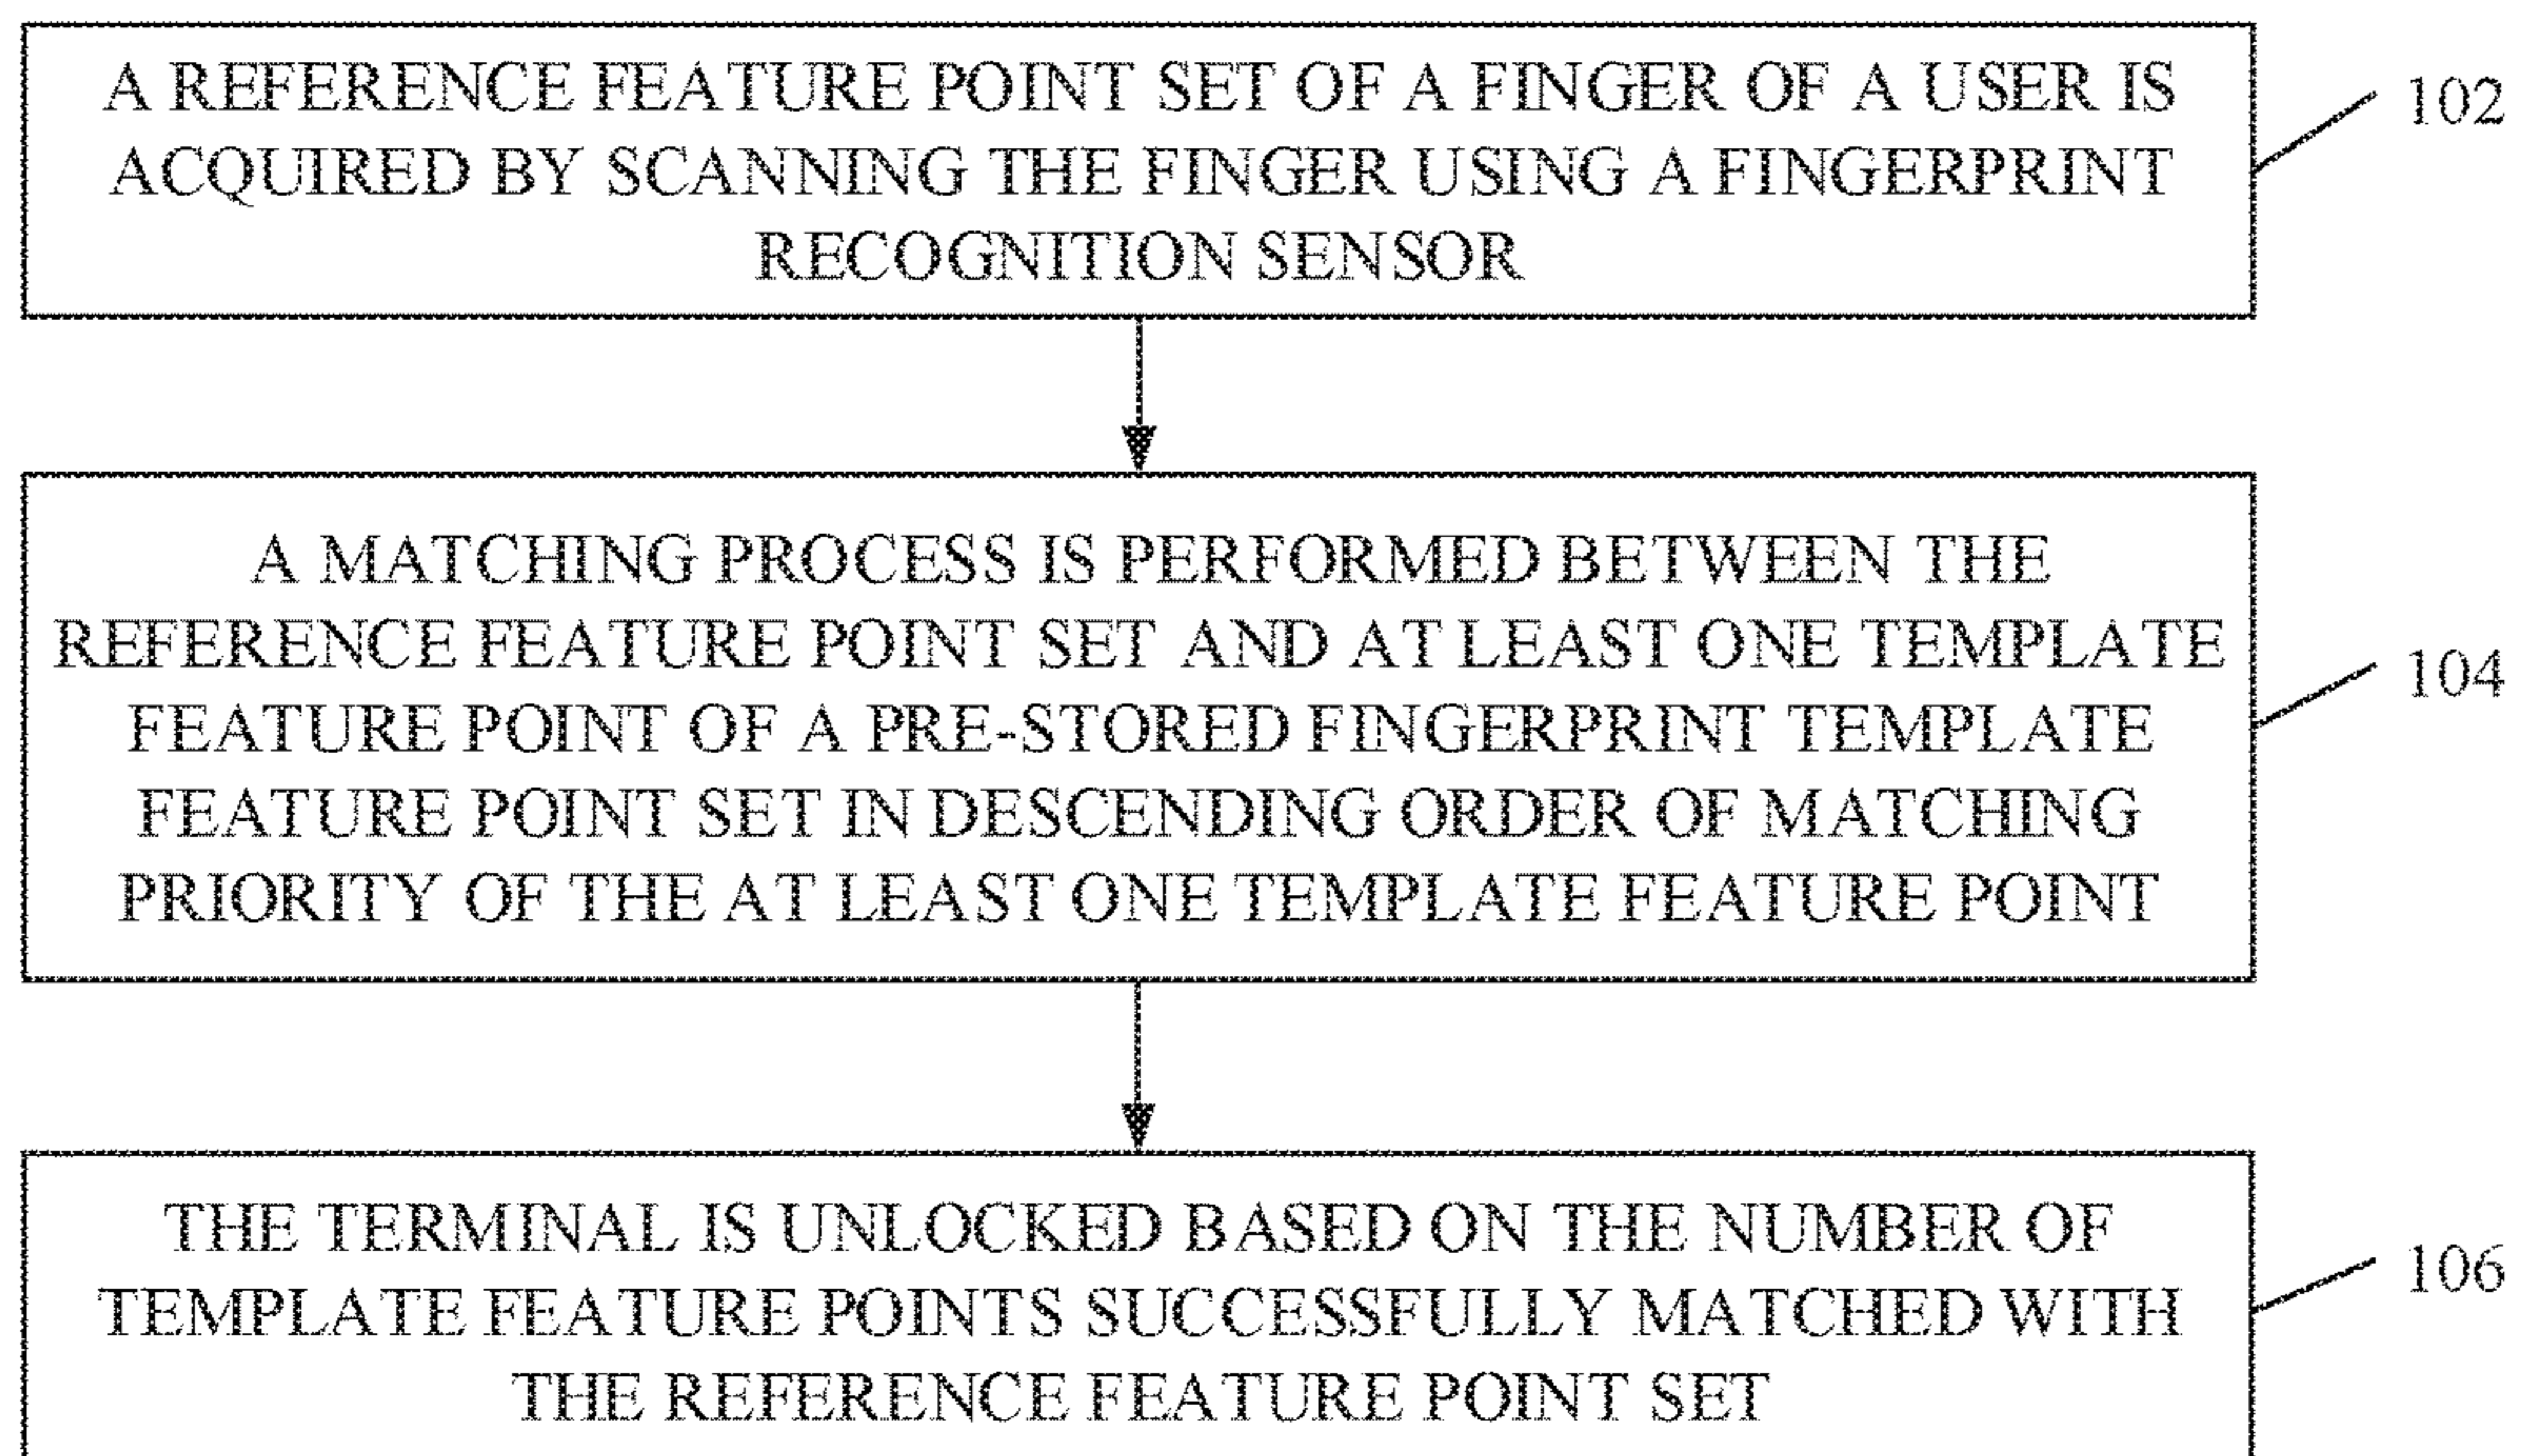 A REFERENCE FEATURE POINT SET OF A FINGER OF A USER IS
ACQUIRED BY SCANNING THE FINGER USING A FINGERPRINT
RECOGNITION SENSOR
102
A MATCHING PROCESS IS PERFORMED BETWEEN THE
REFERENCE FEATURE POINT SET AND AT LEAST ONE TEMPLATE
FEATURE POINT OF A PRE-STORED FINGERPRINT TEMPLATE
FEATURE POINT SET IN DESCENDING ORDER OF MATCHING
PRIORITY OF THE AT LEAST ONE TEMPLATE FEATURE POINT
104
THE TERMINAL IS UNLOCKED BASED ON THE NUMBER OF
TEMPLATE FEATURE POINTS SUCCESSFULLY MATCHED WITH
THE REFERENCE FEATURE POINT SET
106